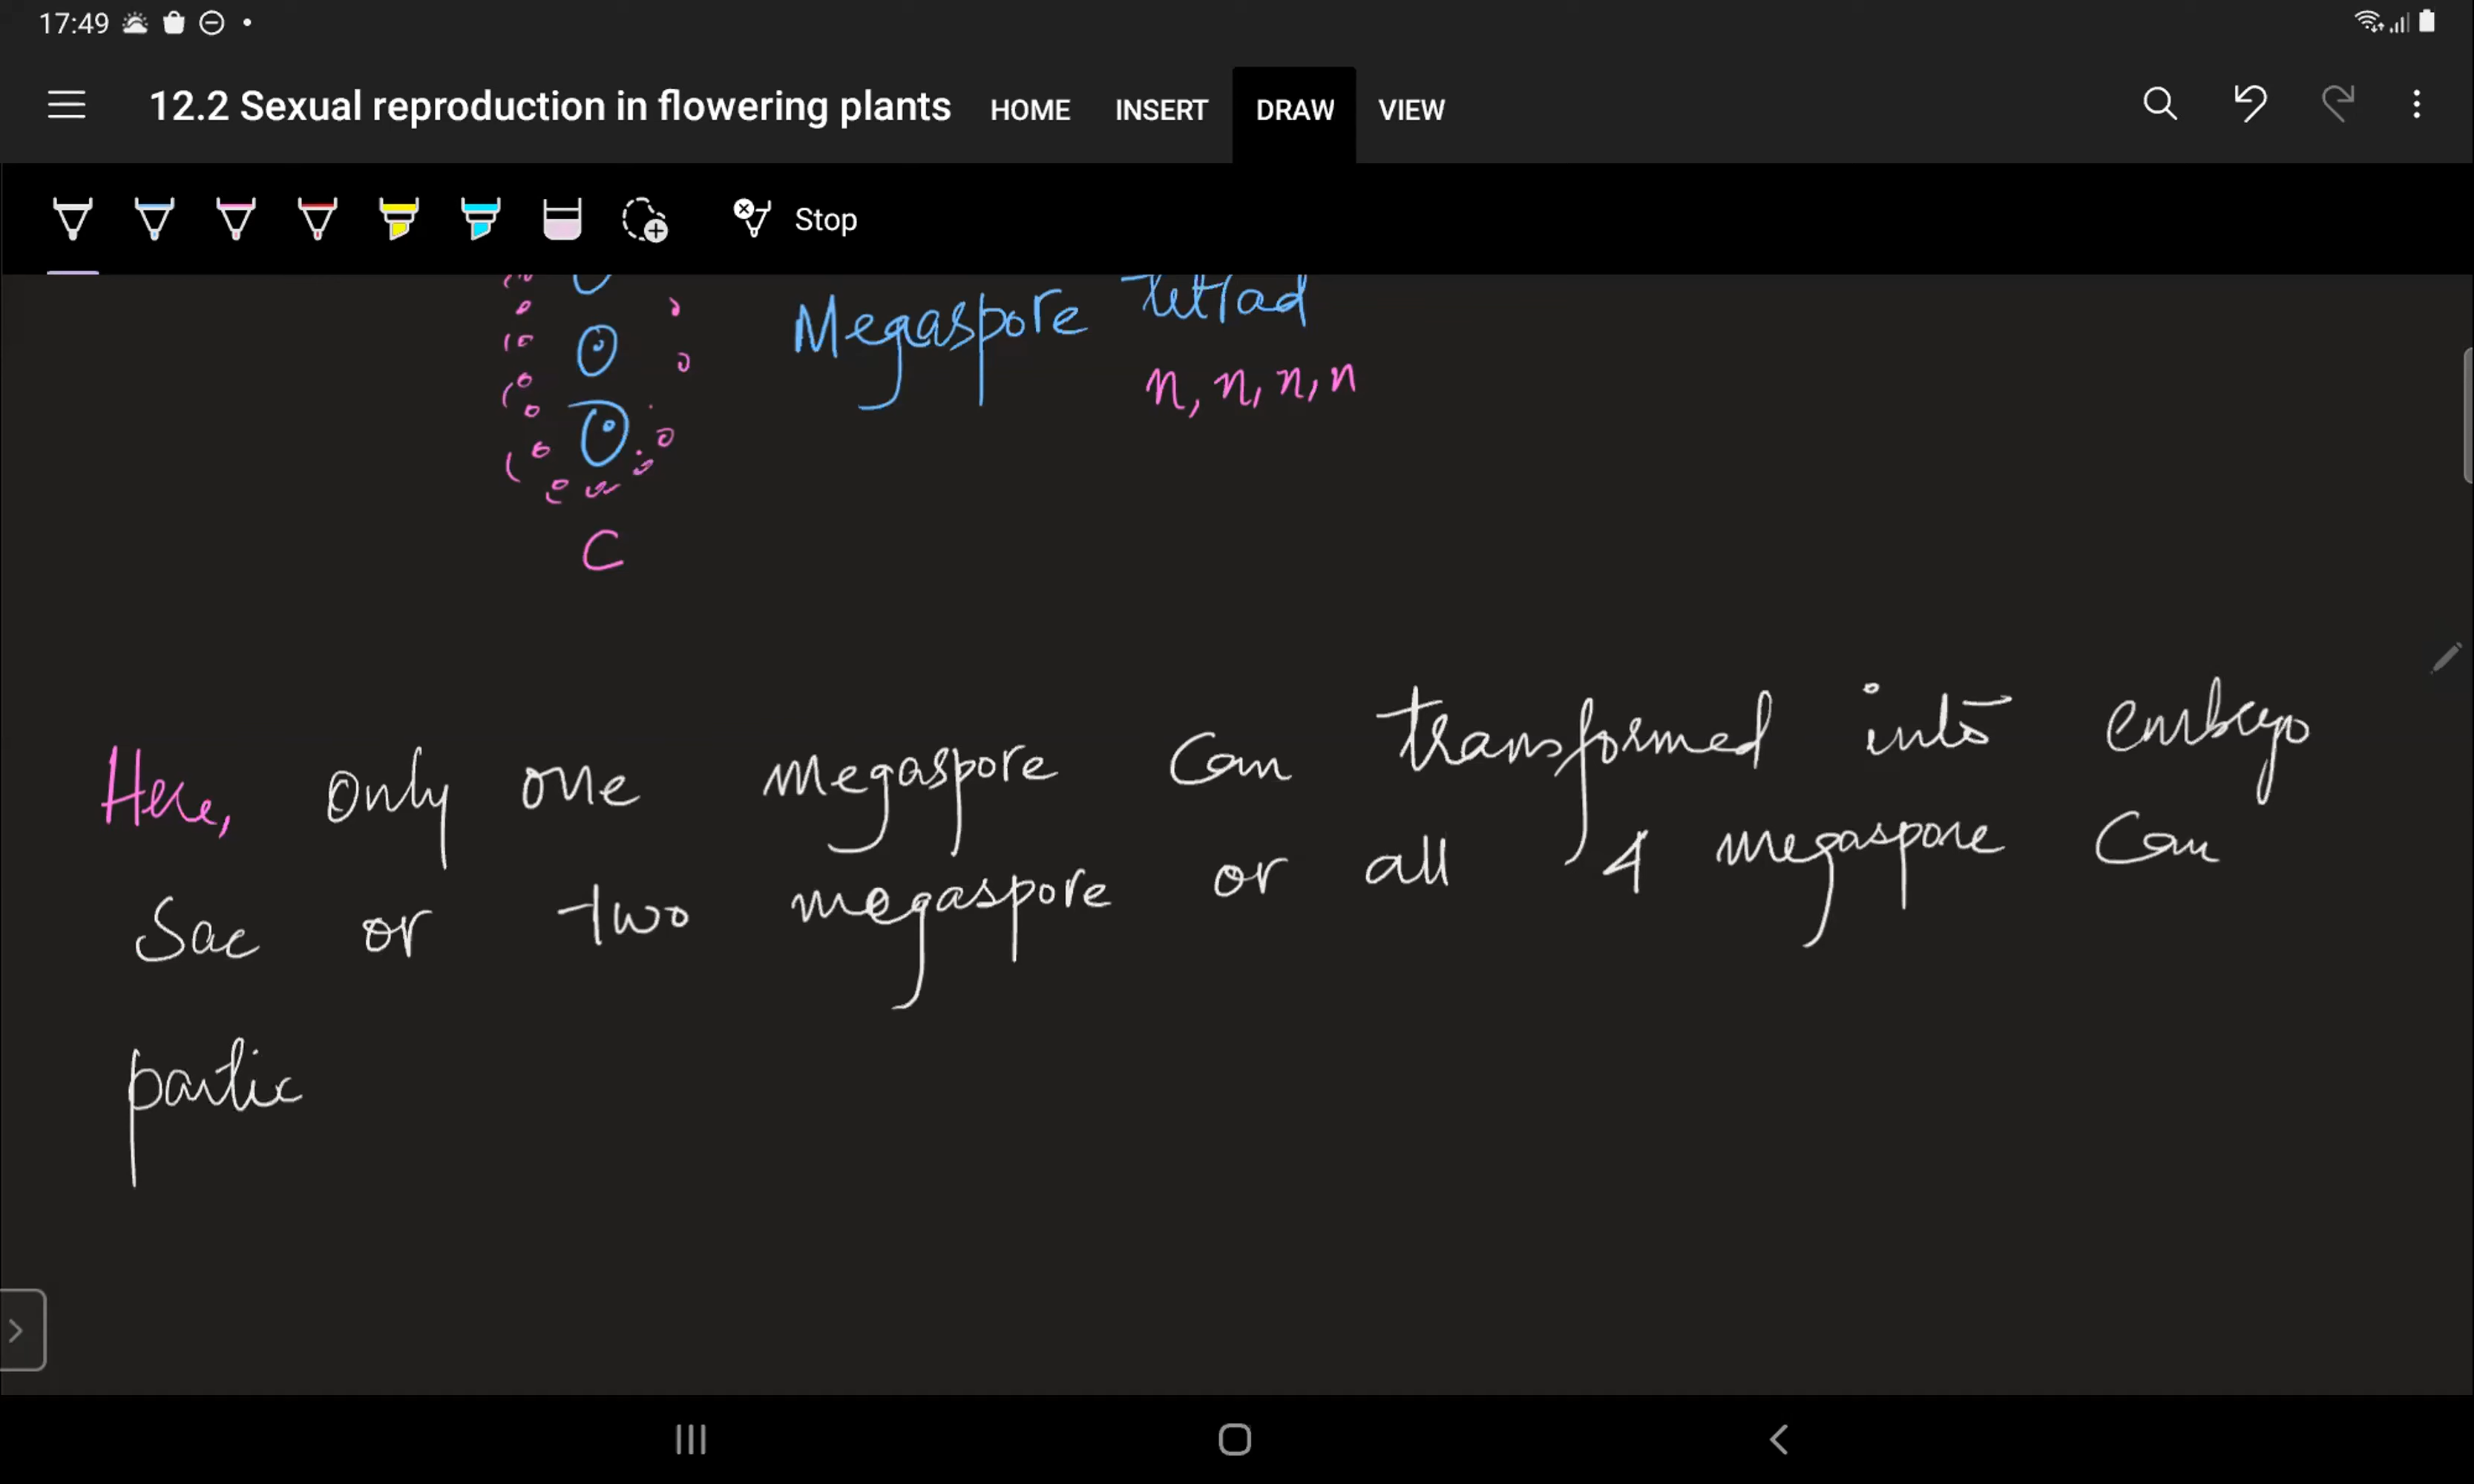 17:49
12.2 Sexual reproduction in flowering plants HOME INSERT DRAW VIEW
Stop
Megaspore tetrad
n, n, n, n
C
Here, only one megaspore can transformed into embryo
sac or two megaspore or all 4 megaspore can
partic